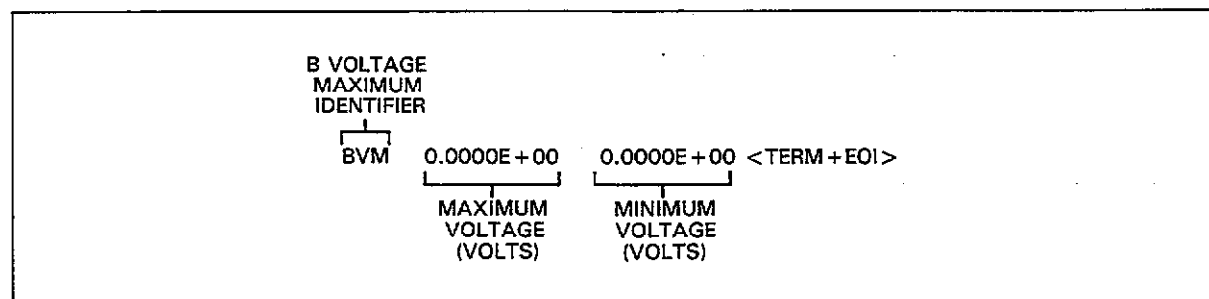 B VOLTAGE
MAXIMUM
IDENTIFIER
BVM 0.0000E+00 0.0000E+00 <TERM+EOI>
MAXIMUM VOLTAGE (VOLTS)
MINIMUM VOLTAGE (VOLTS)